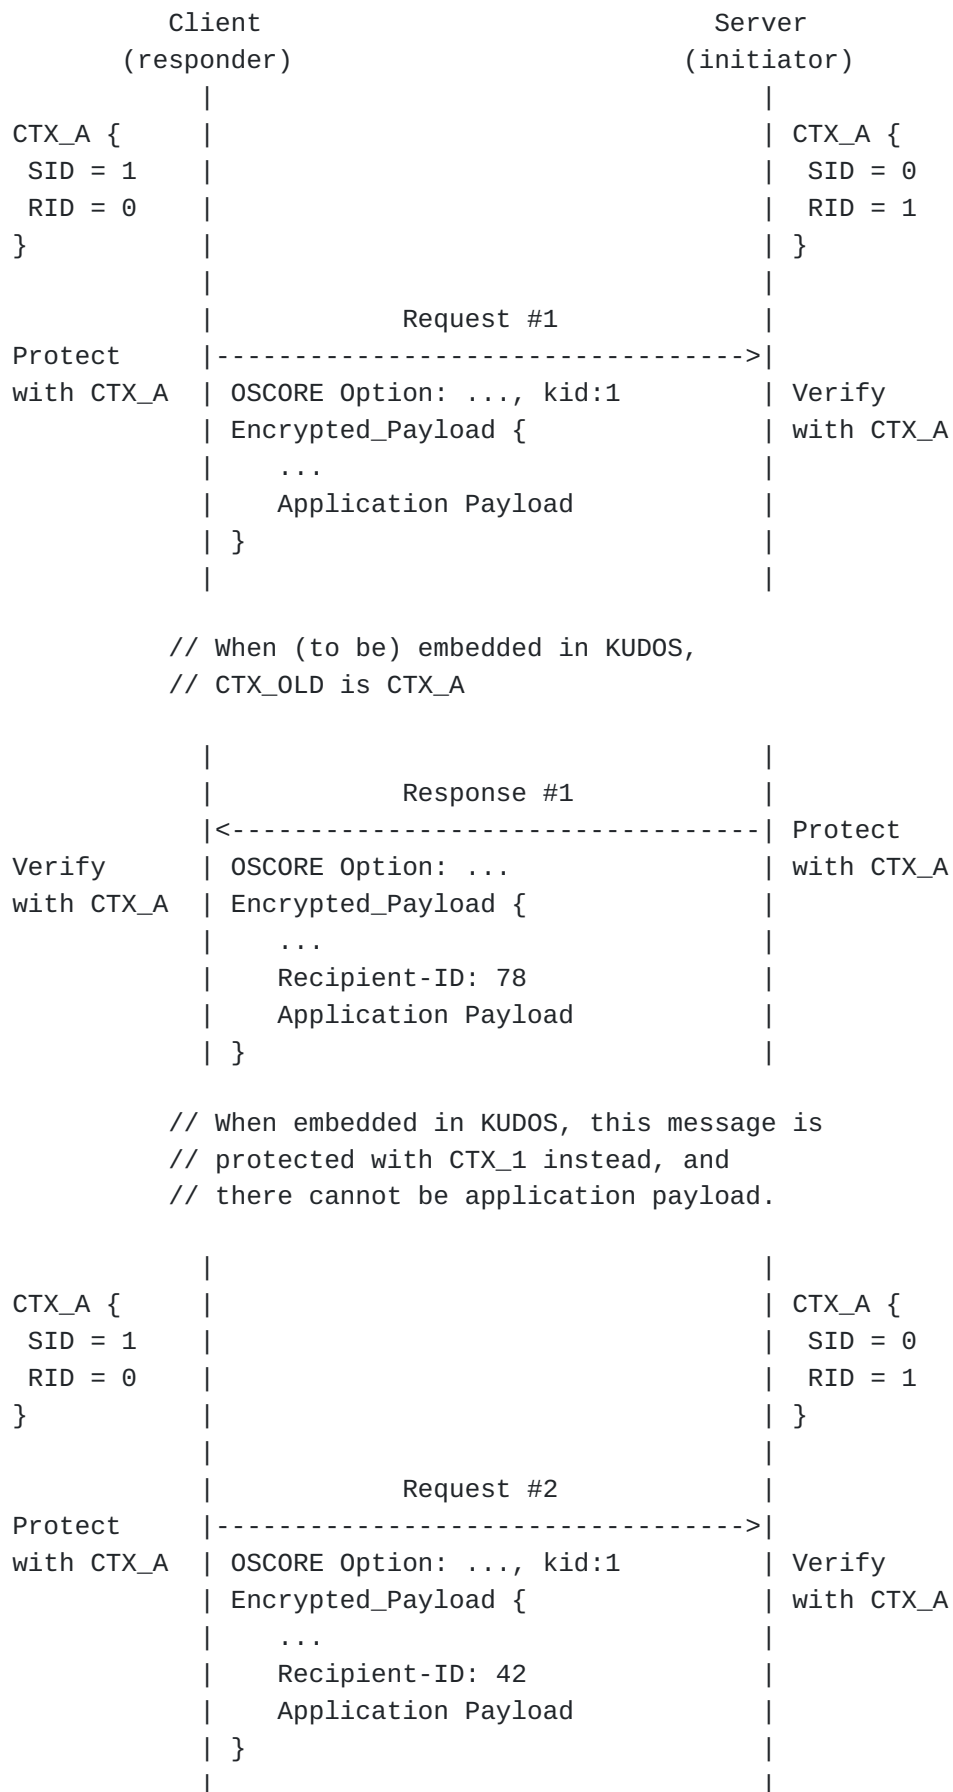 Client                             Server
       (responder)                         (initiator)
            |                                   |
CTX_A {     |                                   | CTX_A {
 SID = 1    |                                   |  SID = 0
 RID = 0    |                                   |  RID = 1
}           |                                   | }
            |                                   |
            |            Request #1             |
Protect     |---------------------------------->|
with CTX_A  | OSCORE Option: ..., kid:1         | Verify
            | Encrypted_Payload {               | with CTX_A
            |    ...                            |
            |    Application Payload            |
            | }                                 |
            |                                   |
          // When (to be) embedded in KUDOS,
          // CTX_OLD is CTX_A
            |                                   |
            |            Response #1            |
            |<----------------------------------| Protect
Verify      | OSCORE Option: ...                | with CTX_A
with CTX_A  | Encrypted_Payload {               |
            |    ...                            |
            |    Recipient-ID: 78               |
            |    Application Payload            |
            | }                                 |
          // When embedded in KUDOS, this message is
          // protected with CTX_1 instead, and
          // there cannot be application payload.
            |                                   |
CTX_A {     |                                   | CTX_A {
 SID = 1    |                                   |  SID = 0
 RID = 0    |                                   |  RID = 1
}           |                                   | }
            |                                   |
            |            Request #2             |
Protect     |---------------------------------->|
with CTX_A  | OSCORE Option: ..., kid:1         | Verify
            | Encrypted_Payload {               | with CTX_A
            |    ...                            |
            |    Recipient-ID: 42               |
            |    Application Payload            |
            | }                                 |
            |                                   |